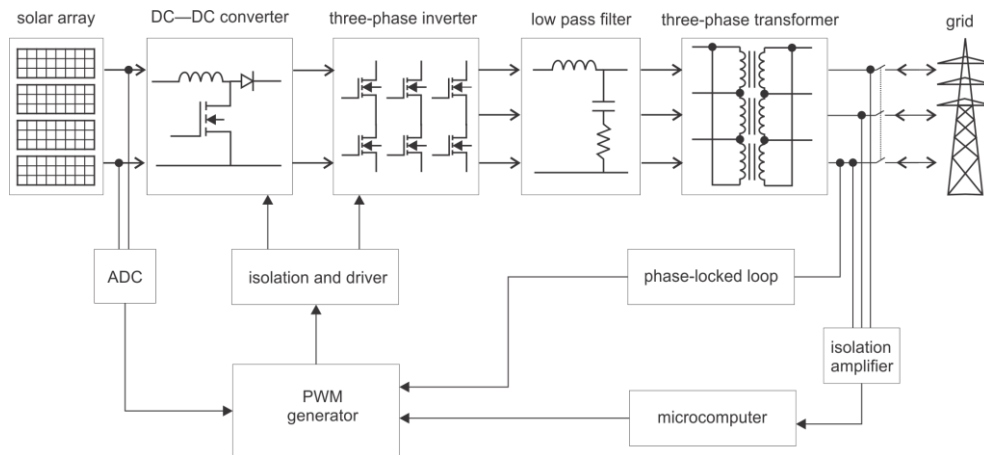 solar array
DC—DC converter
three-phase inverter
low pass filter
three-phase transformer
grid
ADC
isolation and driver
phase-locked loop
isolation
amplifier
PWM
generator
microcomputer